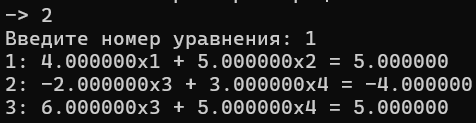 -> 2
Введите номер уравнения: 1
1: 4.000000x1 + 5.000000x2 = 5.000000
2: -2.000000x3 + 3.000000x4 = -4.000000
3: 6.000000x3 + 5.000000x4 = 5.000000